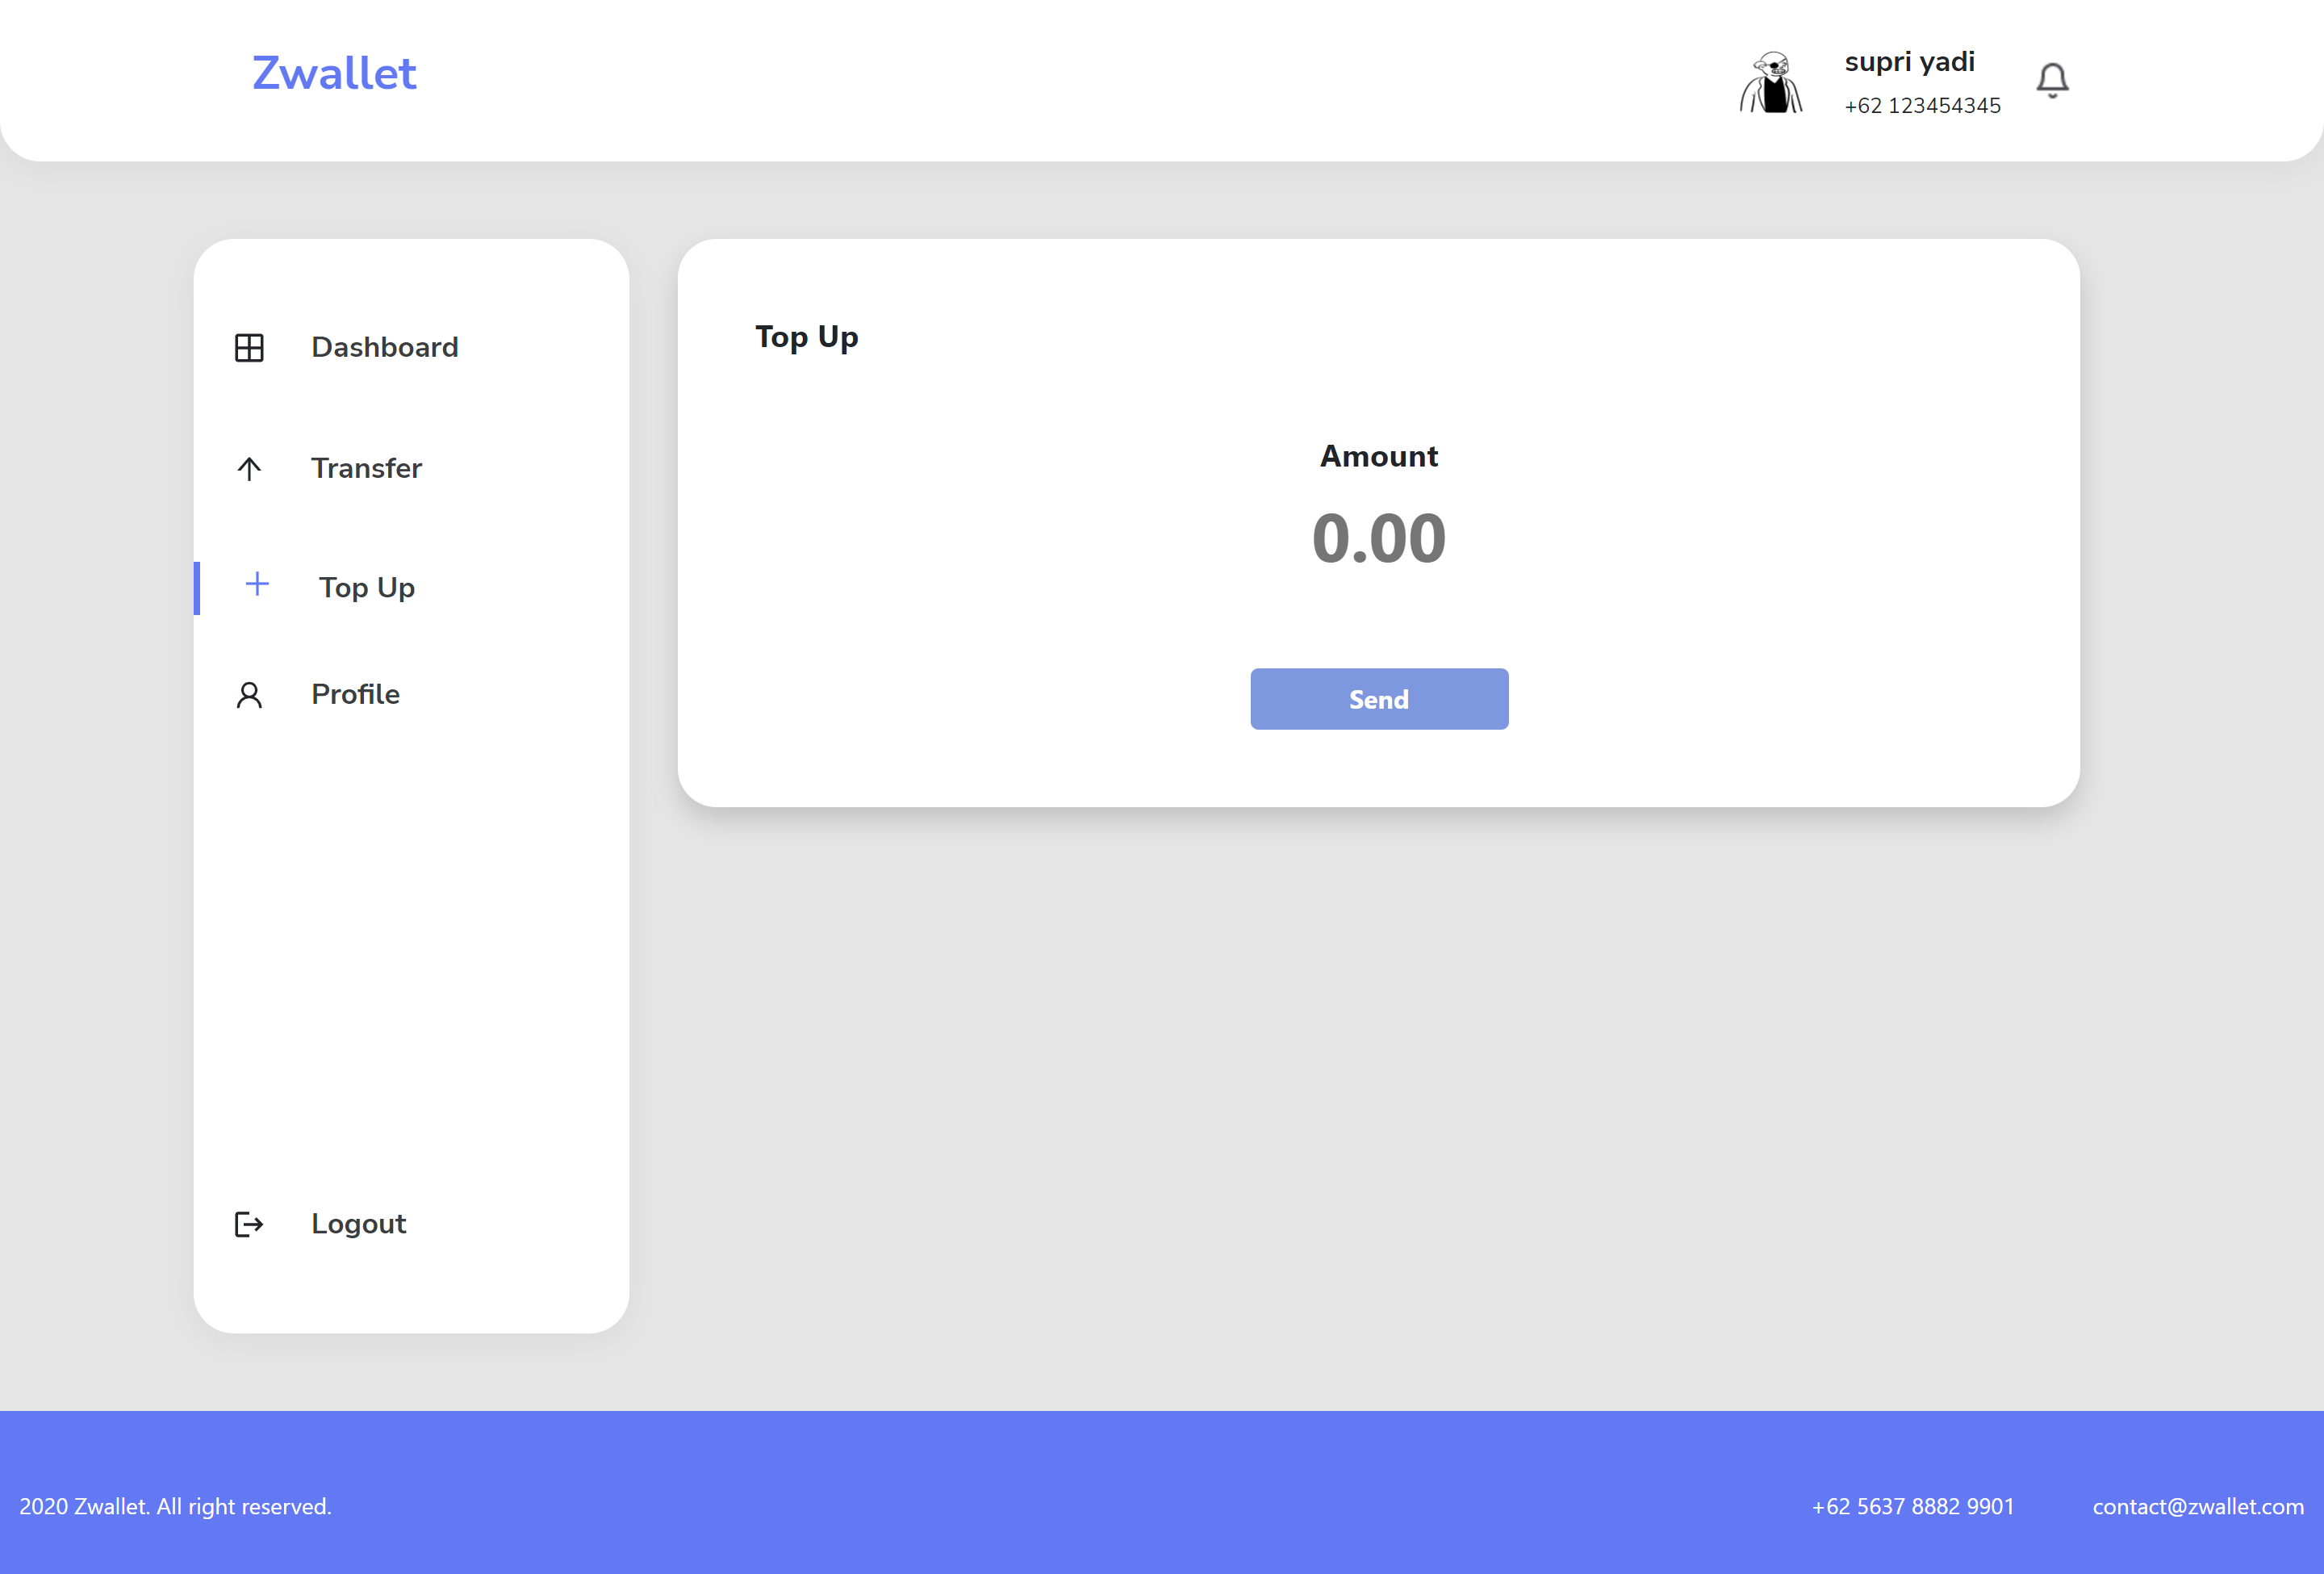 Zwallet
supri yadi
+62 123454345
Dashboard
Transfer
Top Up
Profile
Logout
Top Up
Amount
0.00
Send
2020 Zwallet. All right reserved.
+62 5637 8882 9901
contact@zwallet.com